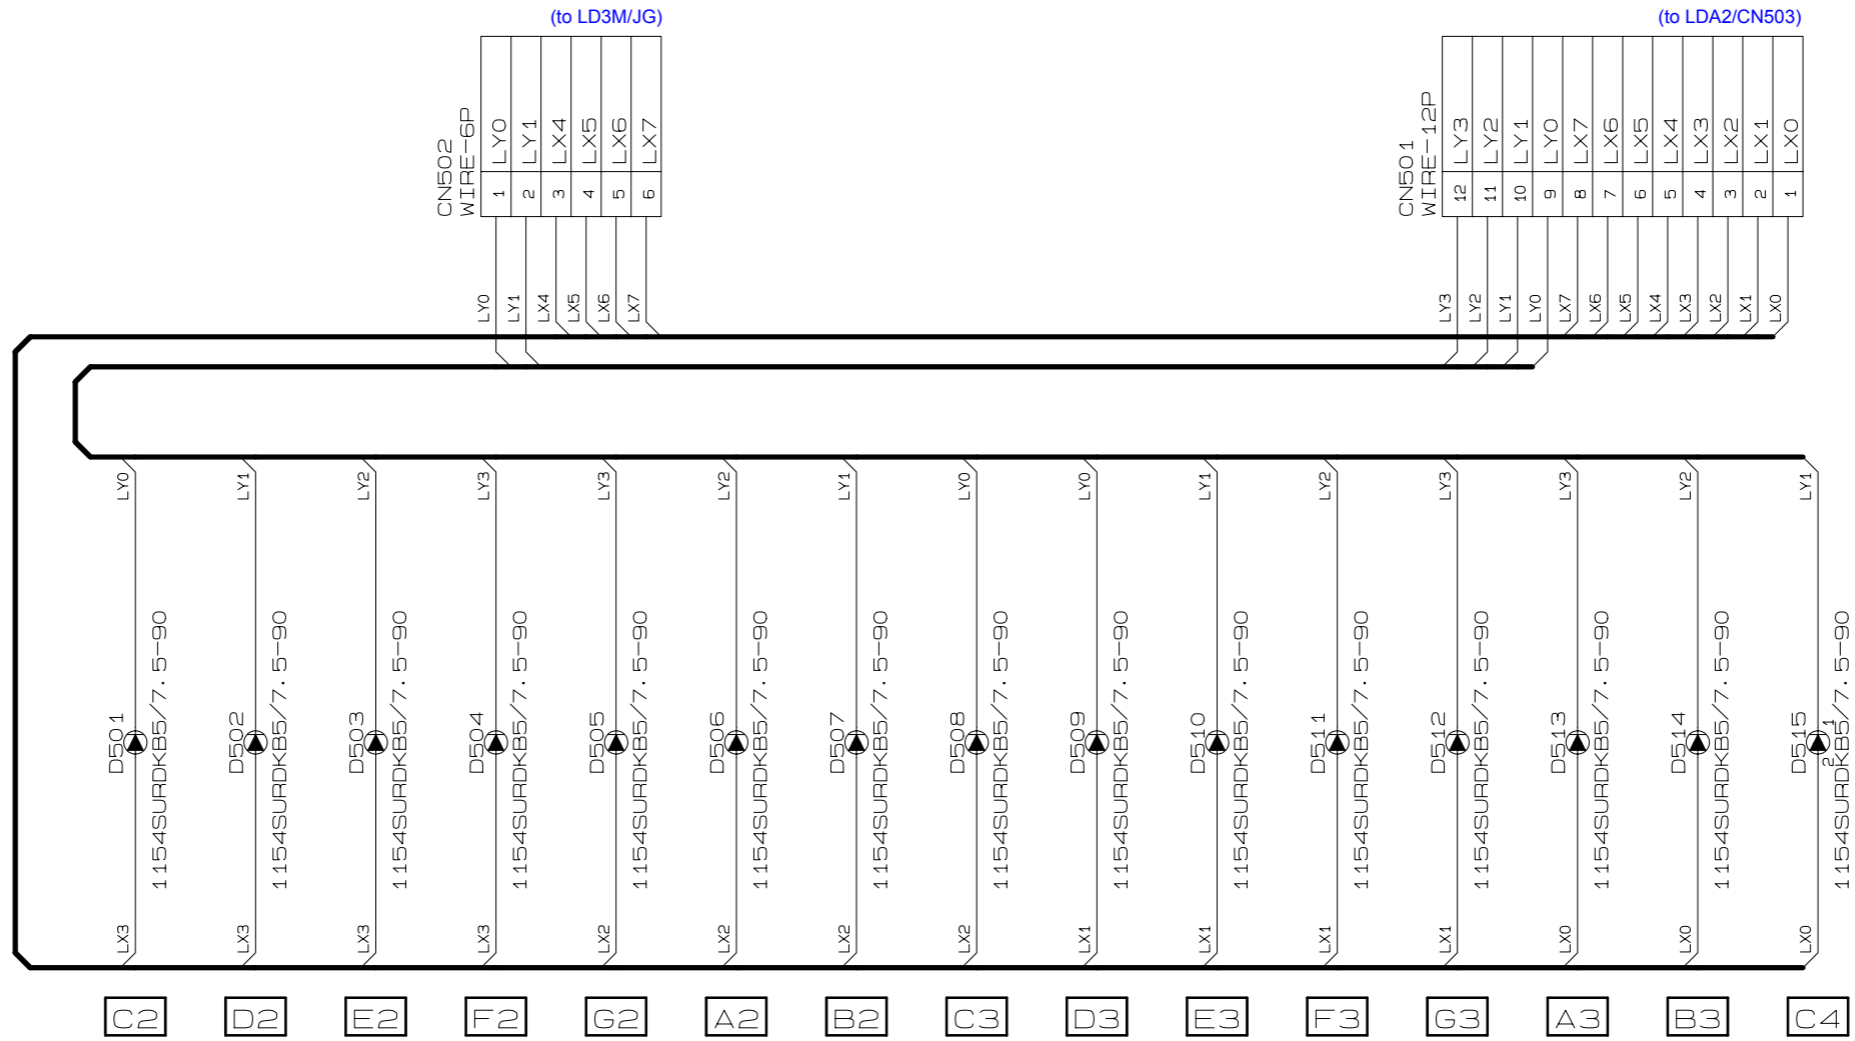 (to LD3M/JG)
(to LDA2/CN503)
CN502
WIRE-6P
LY0 LY1 LX4 LX5 LX6 LX7
1 2 3 4 5 6
CN501
WIRE-12P
LY3 LY2 LY1 LY0 LX7 LX6 LX5 LX4 LX3 LX2 LX1 LX0
12 11 10 9 8 7 6 5 4 3 2 1
LY0 LY1 LX4 LX5 LX6 LX7
LY3 LY2 LY1 LY0 LX7 LX6 LX5 LX4 LX3 LX2 LX1 LX0
LY0 LY1 LY2 LY3 LY3 LY2 LY1 LY0 LY0 LY1 LY2 LY3 LY3 LY2 LY1
D501
1154SURDKB5/7.5-90
D502
1154SURDKB5/7.5-90
D503
1154SURDKB5/7.5-90
D504
1154SURDKB5/7.5-90
D505
1154SURDKB5/7.5-90
D506
1154SURDKB5/7.5-90
D507
1154SURDKB5/7.5-90
D508
1154SURDKB5/7.5-90
D509
1154SURDKB5/7.5-90
D510
1154SURDKB5/7.5-90
D511
1154SURDKB5/7.5-90
D512
1154SURDKB5/7.5-90
D513
1154SURDKB5/7.5-90
D514
1154SURDKB5/7.5-90
D515
2 1
1154SURDKB5/7.5-90
LX3 LX3 LX3 LX3 LX2 LX2 LX2 LX2 LX1 LX1 LX1 LX1 LX0 LX0 LX0
C2 D2 E2 F2 G2 A2 B2 C3 D3 E3 F3 G3 A3 B3 C4